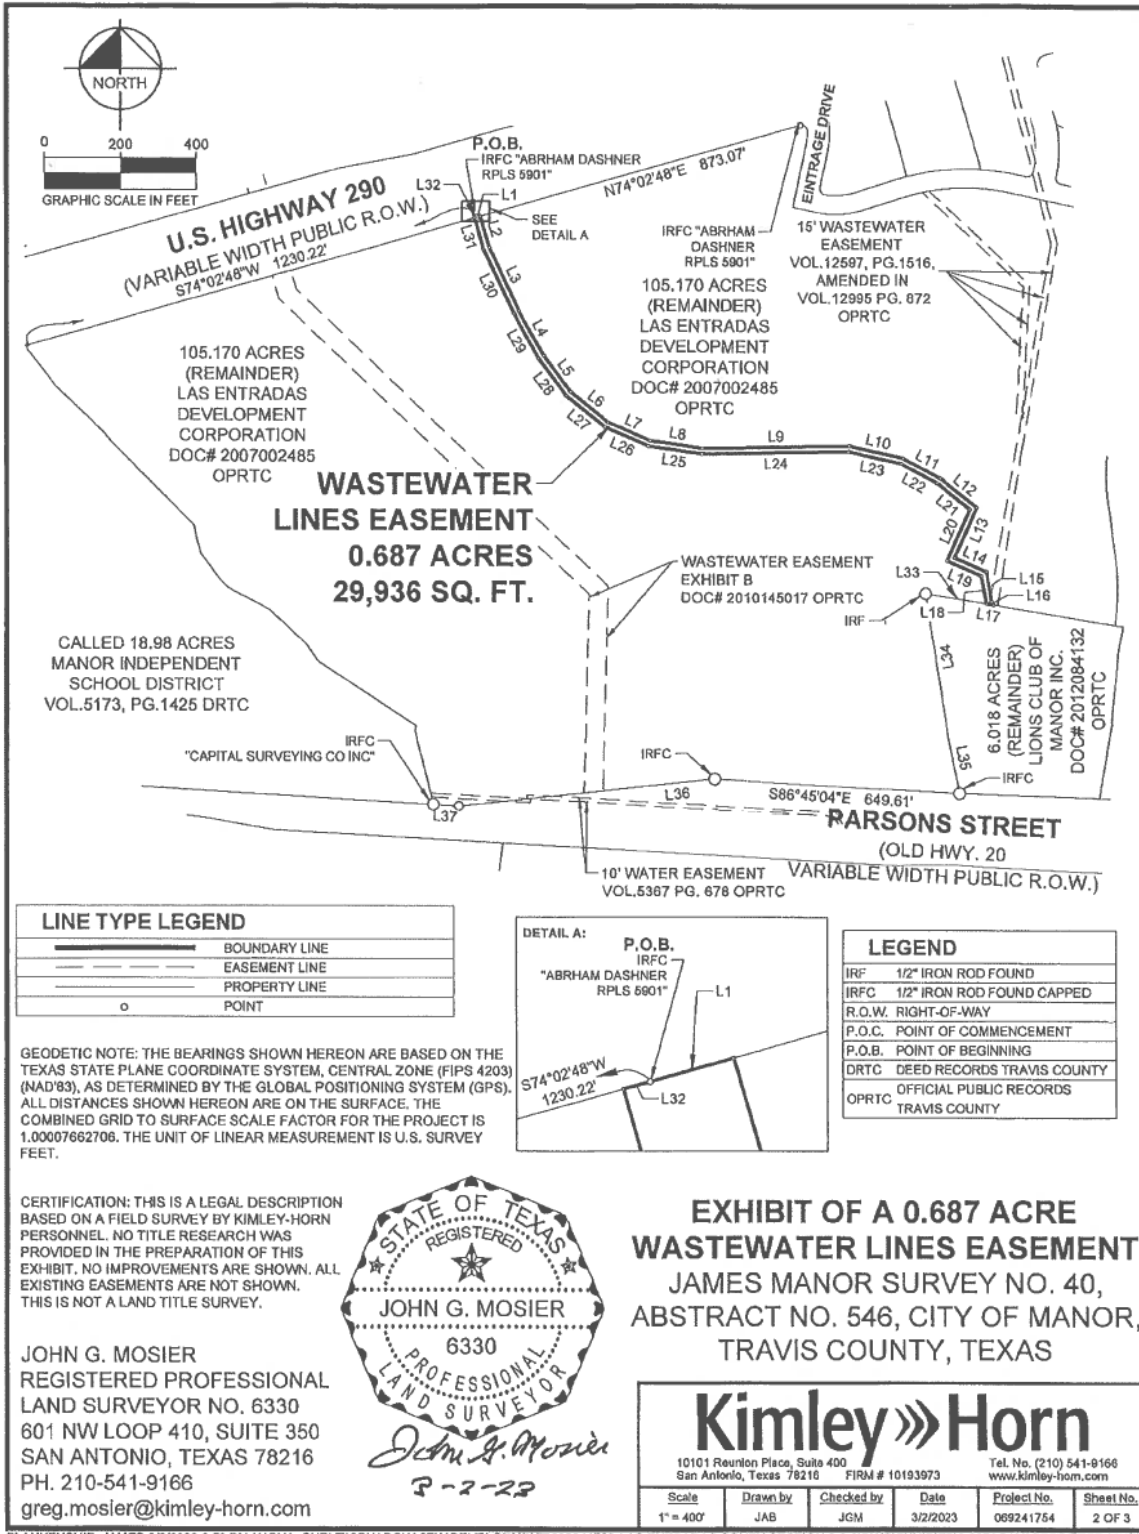 NORTH
0 200 400
GRAPHIC SCALE IN FEET
P.O.B.
IRFC "ABRHAM DASHNER
RPLS 5901"
L32
L1
L2
L31
SEE
DETAIL A
N74°02'48"E 873.07'
EINTRAGE DRIVE
U.S. HIGHWAY 290
(VARIABLE WIDTH PUBLIC R.O.W.)
S74°02'48"W 1230.22'
IRFC "ABRHAM
DASHNER
RPLS 5901"
15' WASTEWATER
EASEMENT
VOL.12597, PG.1516,
AMENDED IN
VOL.12995 PG. 872
OPRTC
105.170 ACRES
(REMAINDER)
LAS ENTRADAS
DEVELOPMENT
CORPORATION
DOC# 2007002485
OPRTC
105.170 ACRES
(REMAINDER)
LAS ENTRADAS
DEVELOPMENT
CORPORATION
DOC# 2007002485
OPRTC
L3
L30
L4
L29
L5
L28
L6
L27
L7
L26
L8
L25
L9
L24
L10
L23
L11
L22
L12
L21
L13
L20
L14
L19
L15
L16
L17
L18
L33
IRF
L34
L35
WASTEWATER
LINES EASEMENT
0.687 ACRES
29,936 SQ. FT.
WASTEWATER EASEMENT
EXHIBIT B
DOC# 2010145017 OPRTC
CALLED 18.98 ACRES
MANOR INDEPENDENT
SCHOOL DISTRICT
VOL.5173, PG.1425 DRTC
6.018 ACRES
(REMAINDER)
LIONS CLUB OF
MANOR INC.
DOC# 2012084132
OPRTC
IRFC
"CAPITAL SURVEYING CO INC"
IRFC
IRFC
L37
L36
S86°45'04"E 649.61'
PARSONS STREET
(OLD HWY. 20
VARIABLE WIDTH PUBLIC R.O.W.)
10' WATER EASEMENT
VOL.5367 PG. 678 OPRTC
LINE TYPE LEGEND
BOUNDARY LINE
EASEMENT LINE
PROPERTY LINE
POINT
DETAIL A:
P.O.B.
IRFC
"ABRHAM DASHNER
RPLS 5901"
L1
S74°02'48"W
1230.22'
L32
LEGEND
IRF 1/2" IRON ROD FOUND
IRFC 1/2" IRON ROD FOUND CAPPED
R.O.W. RIGHT-OF-WAY
P.O.C. POINT OF COMMENCEMENT
P.O.B. POINT OF BEGINNING
DRTC DEED RECORDS TRAVIS COUNTY
OPRTC OFFICIAL PUBLIC RECORDS
TRAVIS COUNTY
GEODETIC NOTE: THE BEARINGS SHOWN HEREON ARE BASED ON THE
TEXAS STATE PLANE COORDINATE SYSTEM, CENTRAL ZONE (FIPS 4203)
(NAD'83), AS DETERMINED BY THE GLOBAL POSITIONING SYSTEM (GPS).
ALL DISTANCES SHOWN HEREON ARE ON THE SURFACE. THE
COMBINED GRID TO SURFACE SCALE FACTOR FOR THE PROJECT IS
1.00007662706. THE UNIT OF LINEAR MEASUREMENT IS U.S. SURVEY
FEET.
CERTIFICATION: THIS IS A LEGAL DESCRIPTION
BASED ON A FIELD SURVEY BY KIMLEY-HORN
PERSONNEL. NO TITLE RESEARCH WAS
PROVIDED IN THE PREPARATION OF THIS
EXHIBIT. NO IMPROVEMENTS ARE SHOWN. ALL
EXISTING EASEMENTS ARE NOT SHOWN.
THIS IS NOT A LAND TITLE SURVEY.
JOHN G. MOSIER
REGISTERED PROFESSIONAL
LAND SURVEYOR NO. 6330
601 NW LOOP 410, SUITE 350
SAN ANTONIO, TEXAS 78216
PH. 210-541-9166
greg.mosier@kimley-horn.com
STATE OF TEXAS
REGISTERED
JOHN G. MOSIER
6330
PROFESSIONAL
LAND SURVEYOR
John G. Mosier
3-2-23
EXHIBIT OF A 0.687 ACRE
WASTEWATER LINES EASEMENT
JAMES MANOR SURVEY NO. 40,
ABSTRACT NO. 546, CITY OF MANOR,
TRAVIS COUNTY, TEXAS
Kimley»Horn
10101 Reunion Place, Suite 400
San Antonio, Texas 78216 FIRM # 10193973
Tel. No. (210) 541-9166
www.kimley-horn.com
Scale Drawn by Checked by Date Project No. Sheet No.
1" = 400' JAB JGM 3/2/2023 069241754 2 OF 3